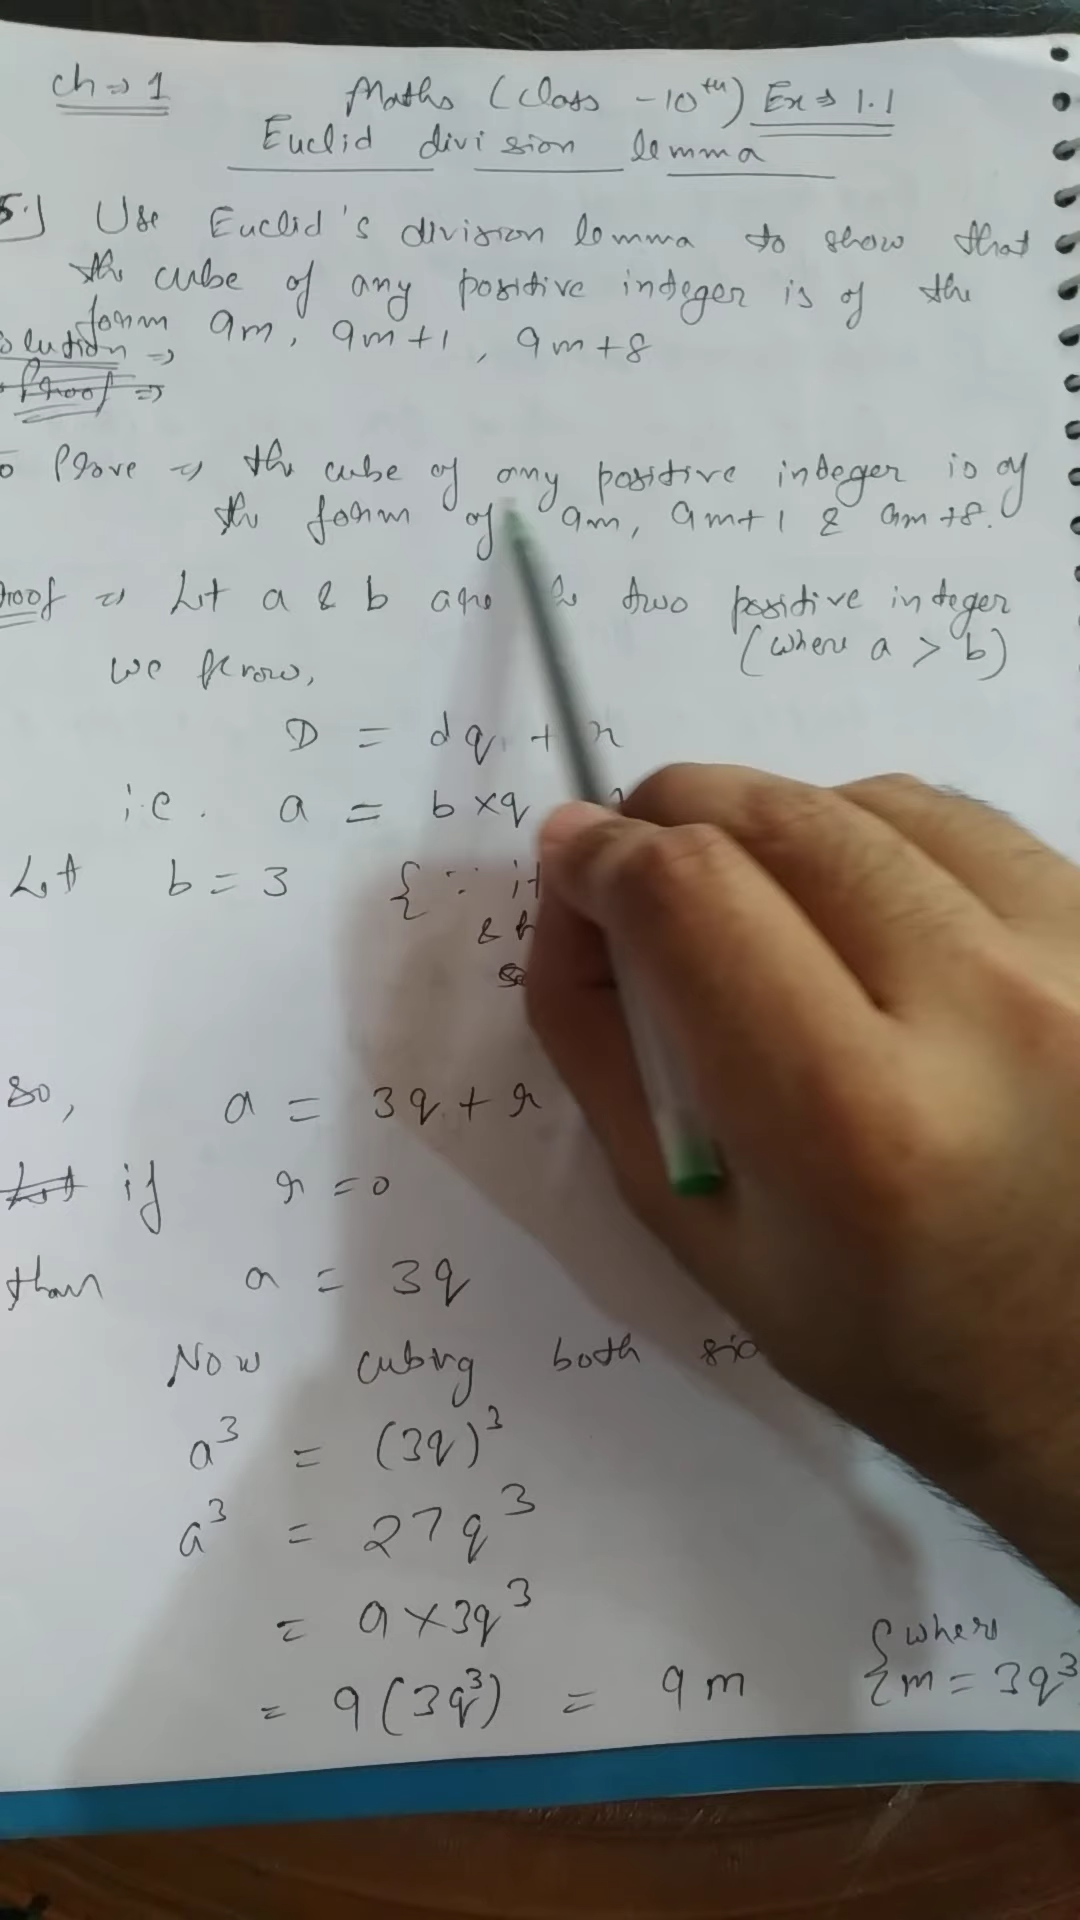 ch ⇒ 1 Maths (Class - 10th) Ex ⇒ 1.1
Euclid division lemma
5.) Use Euclid's division lemma to show that
the cube of any positive integer is of the
form 9m, 9m+1, 9m+8
olution ⇒
Proof ⇒
o Prove ⇒ the cube of any positive integer is of
the form of 9m, 9m+1 & 9m+8.
roof ⇒ Let a & b are two positive integer
(where a > b)
we know,
D = dq + r
i.e. a = b×q
Let b = 3 { ∵ it
&
so, a = 3q + r
Let if r = 0
than a = 3q
Now cubing both
a³ = (3q)³
a³ = 27q³
= 9×3q³
= 9(3q³) = 9m { where
m = 3q³